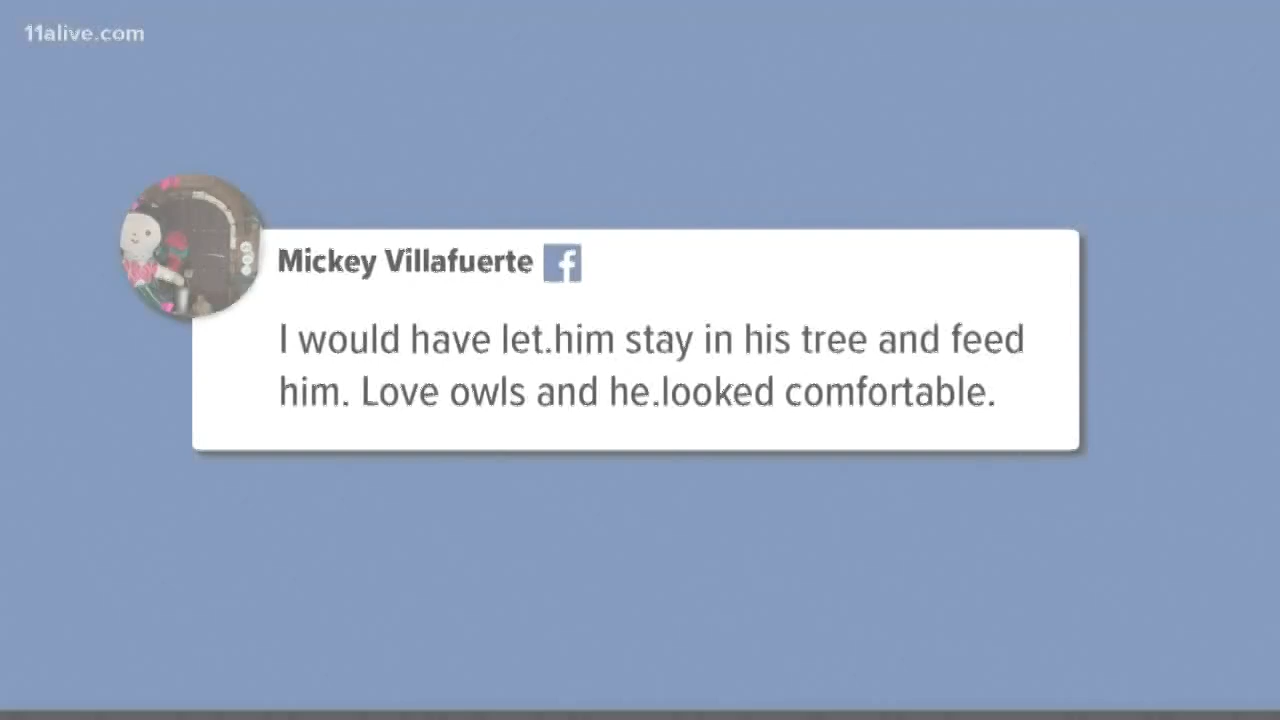 11alive.com
Mickey Villafuerte
I would have let.him stay in his tree and feed
him. Love owls and he.looked comfortable.